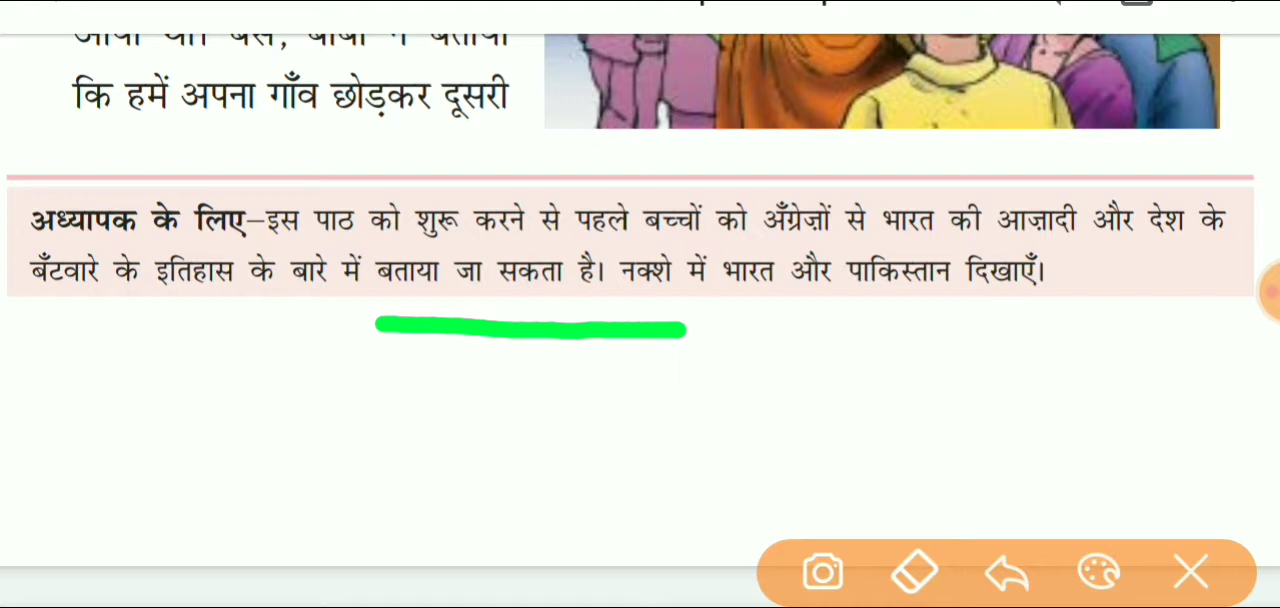 कि हमें अपना गाँव छोड़कर दूसरी
अध्यापक के लिए–इस पाठ को शुरू करने से पहले बच्चों को अँग्रेज़ों से भारत की आज़ादी और देश के
बँटवारे के इतिहास के बारे में बताया जा सकता है। नक्शे में भारत और पाकिस्तान दिखाएँ।